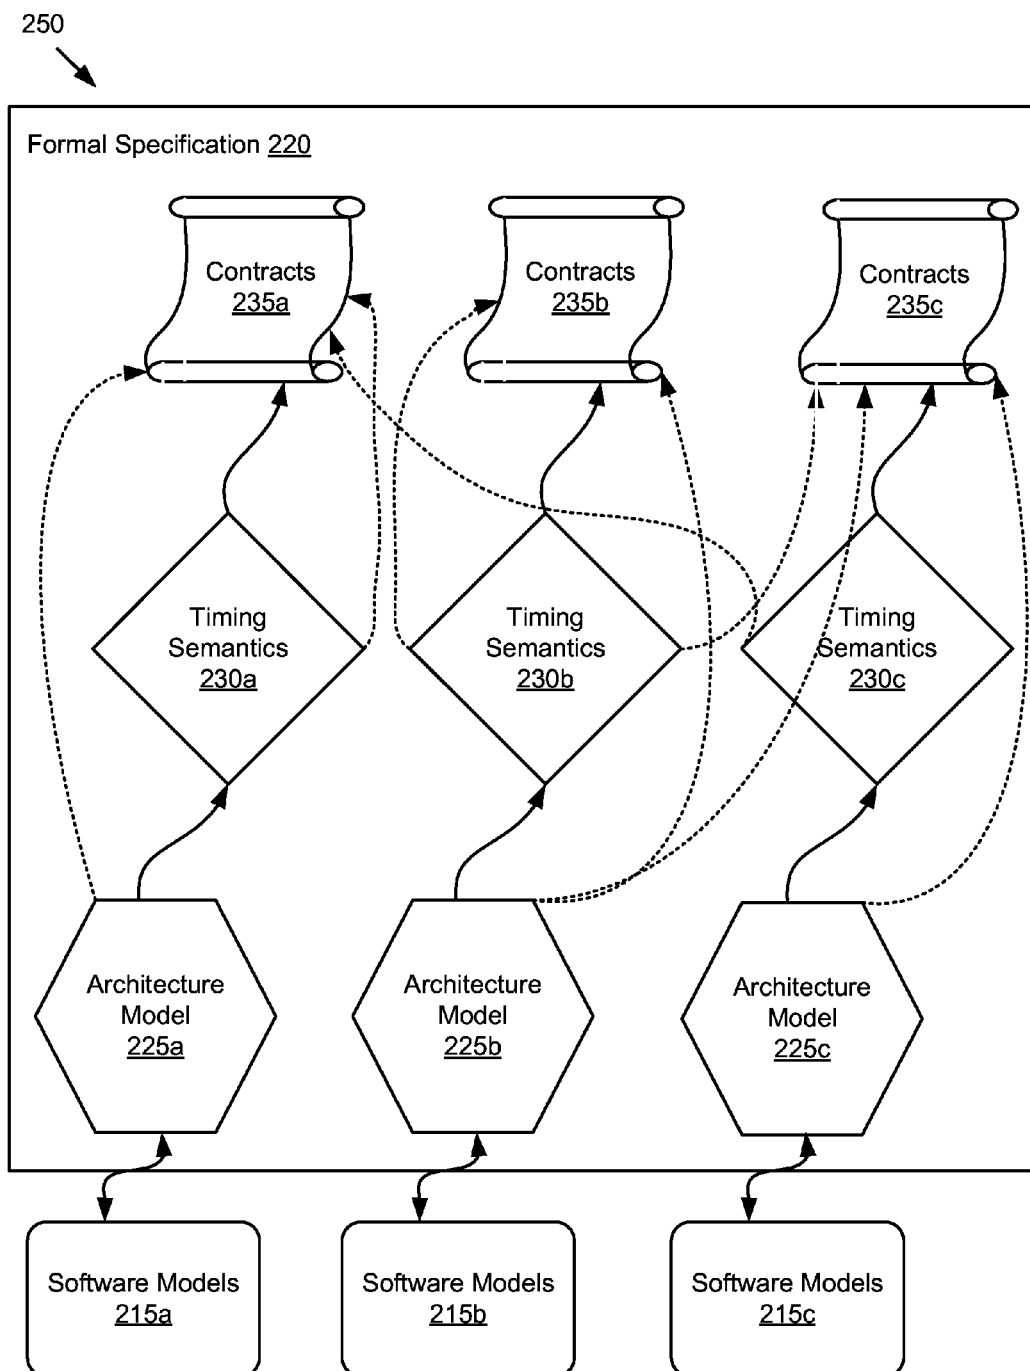 250
Formal Specification 220
Contracts
235a
Contracts
235b
Contracts
235c
Timing
Semantics
230a
Timing
Semantics
230b
Timing
Semantics
230c
Architecture
Model
225a
Architecture
Model
225b
Architecture
Model
225c
Software Models
215a
Software Models
215b
Software Models
215c